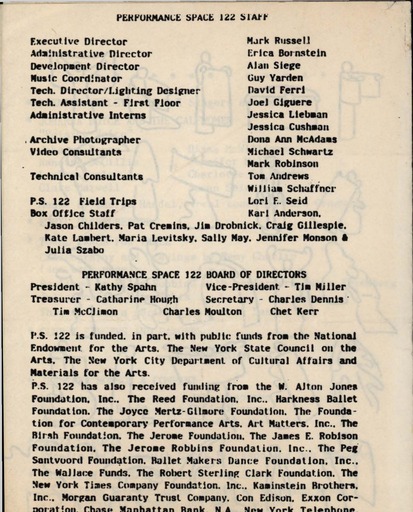 PERFORMANCE SPACE 122 STAFF
Executive Director Mark Russell
Administrative Director Erica Bornstein
Development Director Alan Siege
Music Coordinator Guy Yarden
Tech. Director/Lighting Designer David Ferri
Tech. Assistant - First Floor Joel Giguere
Administrative Interns Jessica Liebman
Jessica Cushman
Archive Photographer Dona Ann McAdams
Video Consultants Michael Schwartz
Mark Robinson
Technical Consultants Tom Andrews
William Schaffner
P.S. 122 Field Trips Lori E. Seid
Box Office Staff Karl Anderson,
Jason Childers, Pat Cremins, Jim Drobnick, Craig Gillespie,
Kate Lambert, Maria Levitsky, Sally May, Jennifer Monson &
Julia Szabo
PERFORMANCE SPACE 122 BOARD OF DIRECTORS
President - Kathy Spahn Vice-President - Tim Miller
Treasurer - Catharine Hough Secretary - Charles Dennis
Tim McClimon Charles Moulton Chet Kerr
P.S. 122 is funded, in part, with public funds from the National
Endowment for the Arts, The New York State Council on the
Arts, The New York City Department of Cultural Affairs and
Materials for the Arts.
P.S. 122 has also received funding from the W. Alton Jones
Foundation, Inc., The Reed Foundation, Inc., Harkness Ballet
Foundation, The Joyce Mertz-Gilmore Foundation, The Founda-
tion for Contemporary Performance Arts, Art Matters, Inc., The
Birsh Foundation, The Jerome Foundation, The James E. Robison
Foundation, The Jerome Robbins Foundation, Inc., The Peg
Santvoord Foundation, Ballet Makers Dance Foundation, Inc.,
The Wallace Funds, The Robert Sterling Clark Foundation, The
New York Times Company Foundation, Inc., Kaminstein Brothers,
Inc., Morgan Guaranty Trust Company, Con Edison, Exxon Cor-
poration, Chase Manhattan Bank, N.A., New York Telephone,